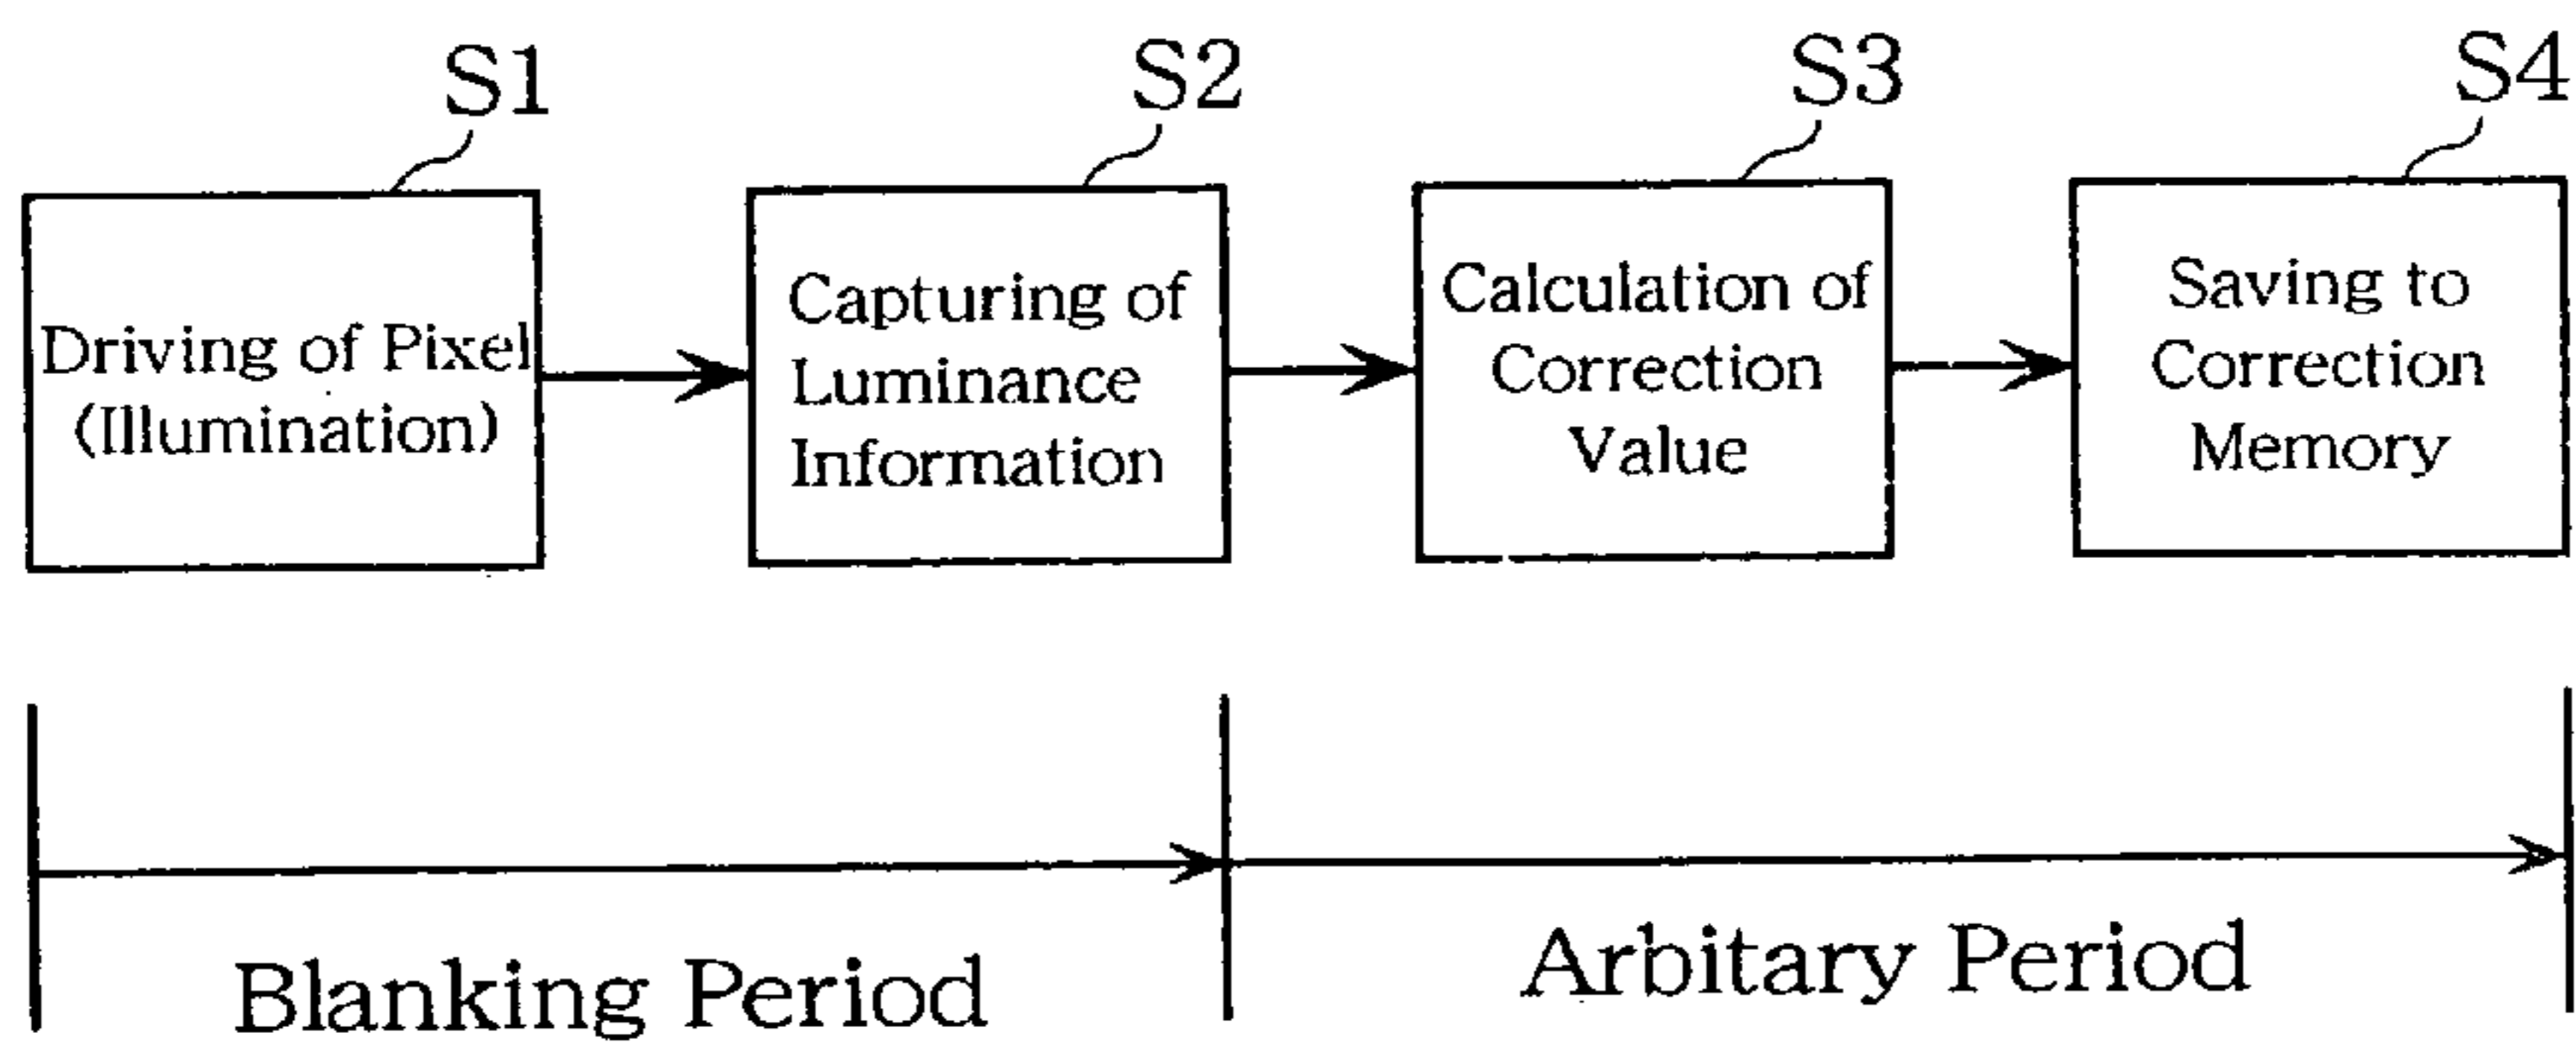 S1
S2
S3
S4
Driving of Pixel
(Illumination)
Capturing of
Luminance
Information
Calculation of
Correction
Value
Saving to
Correction
Memory
Blanking Period
Arbitary Period